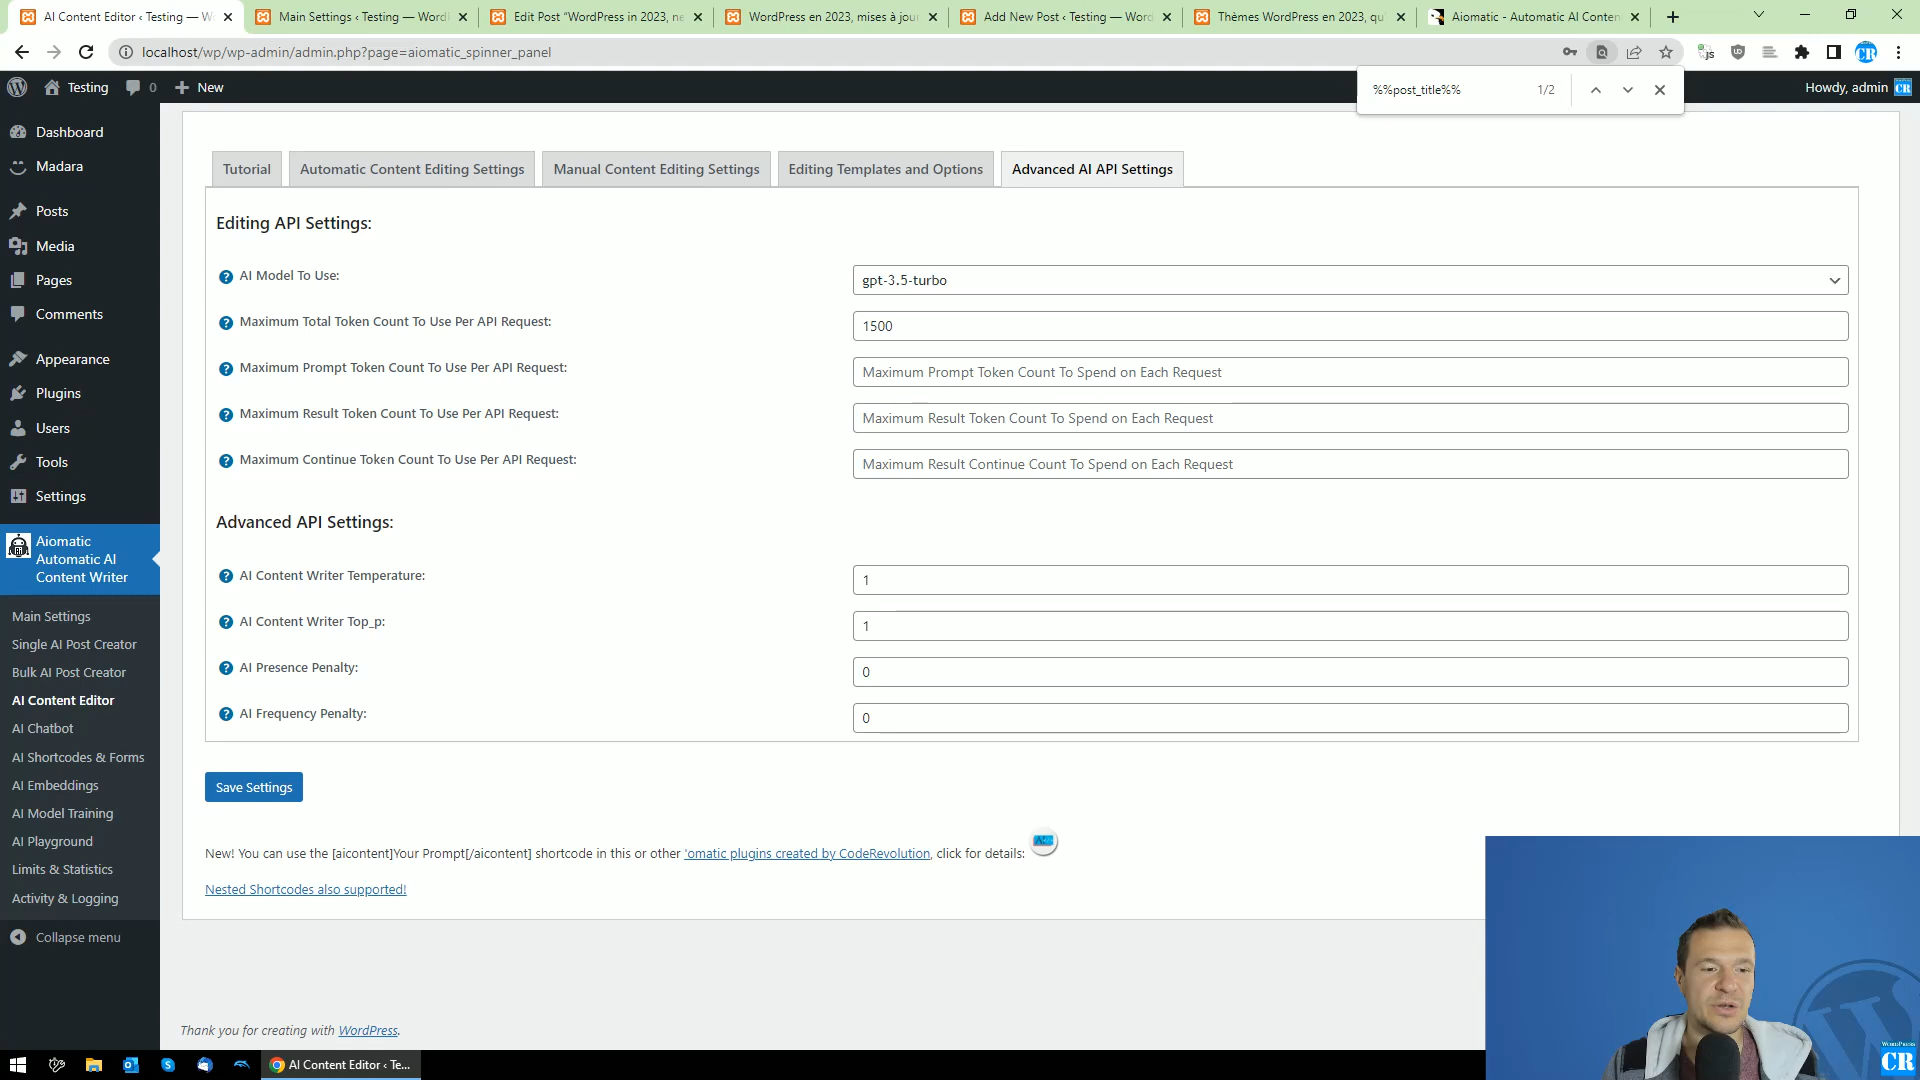 AI Content Editor ‹ Testing — W
Main Settings ‹ Testing — Word
Edit Post “WordPress in 2023, ne
WordPress en 2023, mises à jou
Add New Post ‹ Testing — Word
Thèmes WordPress en 2023, qu
Aiomatic - Automatic AI Conten
localhost/wp/wp-admin/admin.php?page=aiomatic_spinner_panel
%%post_title%%
1/2
Testing
0
New
Howdy, admin
Dashboard
Madara
Posts
Media
Pages
Comments
Appearance
Plugins
Users
Tools
Settings
Aiomatic
Automatic AI
Content Writer
Main Settings
Single AI Post Creator
Bulk AI Post Creator
AI Content Editor
AI Chatbot
AI Shortcodes & Forms
AI Embeddings
AI Model Training
AI Playground
Limits & Statistics
Activity & Logging
Collapse menu
Tutorial
Automatic Content Editing Settings
Manual Content Editing Settings
Editing Templates and Options
Advanced AI API Settings
Editing API Settings:
AI Model To Use:
gpt-3.5-turbo
Maximum Total Token Count To Use Per API Request:
1500
Maximum Prompt Token Count To Use Per API Request:
Maximum Prompt Token Count To Spend on Each Request
Maximum Result Token Count To Use Per API Request:
Maximum Result Token Count To Spend on Each Request
Maximum Continue Token Count To Use Per API Request:
Maximum Result Continue Count To Spend on Each Request
Advanced API Settings:
AI Content Writer Temperature:
1
AI Content Writer Top_p:
1
AI Presence Penalty:
0
AI Frequency Penalty:
0
Save Settings
New! You can use the [aicontent]Your Prompt[/aicontent] shortcode in this or other 'omatic plugins created by CodeRevolution, click for details:
Nested Shortcodes also supported!
Thank you for creating with WordPress.
AI Content Editor ‹ Te...
WORDPRESS
CR